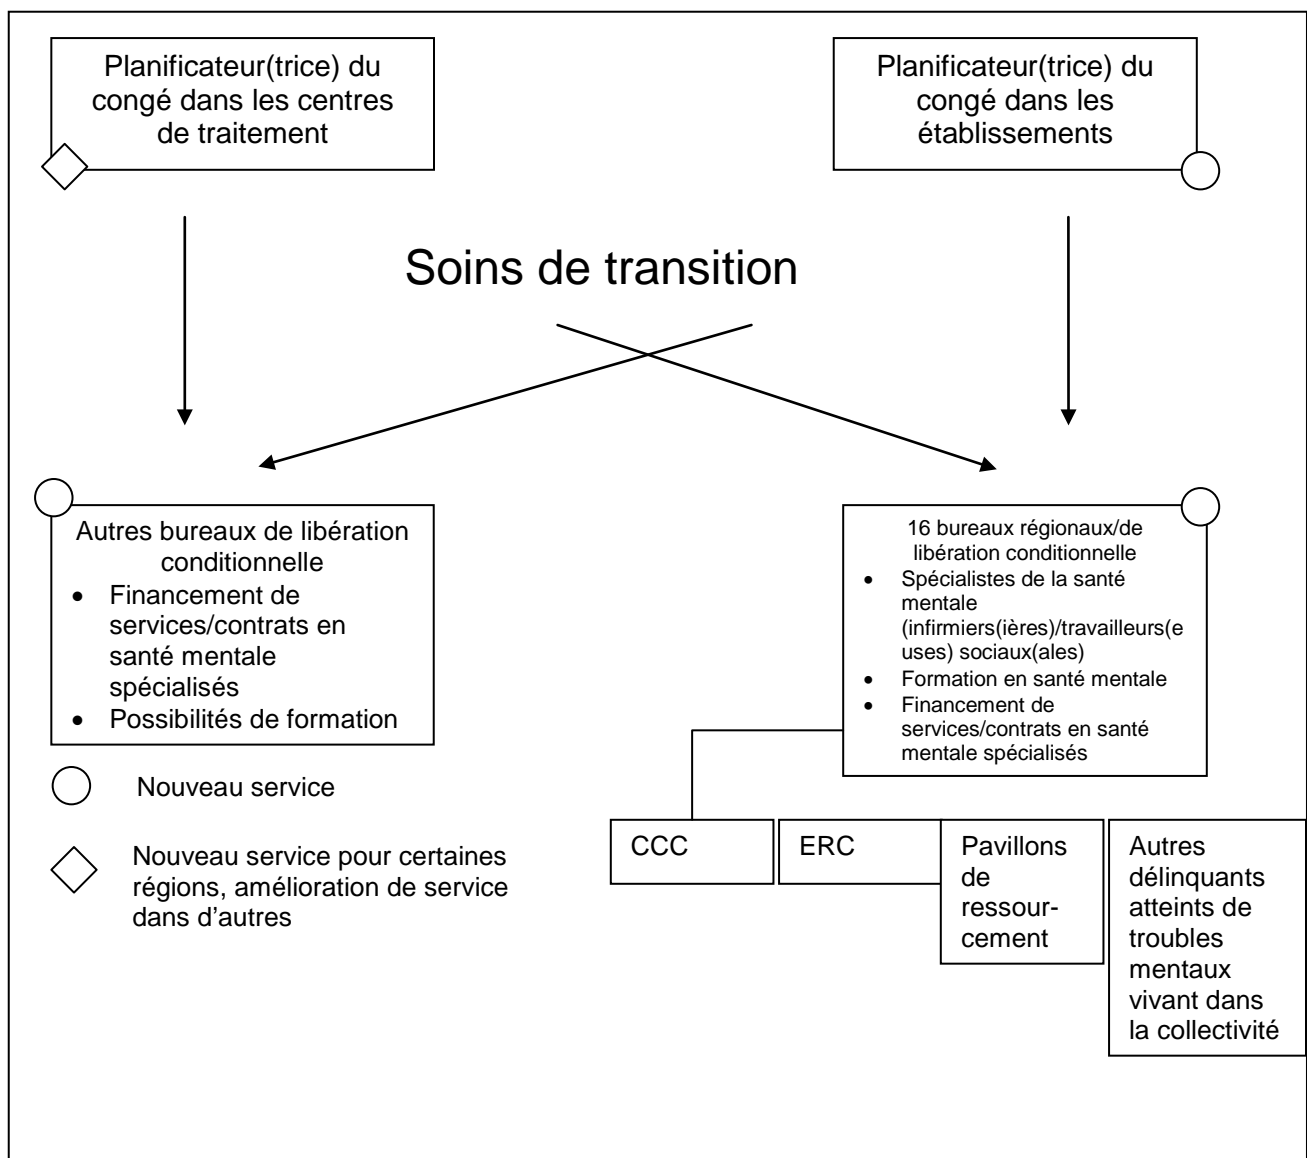 Planificateur(trice) du
congé dans les centres
de traitement
Planificateur(trice) du
congé dans les
établissements
Soins de transition
Autres bureaux de libération
conditionnelle
• Financement de
services/contrats en
santé mentale
spécialisés
• Possibilités de formation
16 bureaux régionaux/de
libération conditionnelle
• Spécialistes de la santé
mentale
(infirmiers(ières)/travailleurs(e
uses) sociaux(ales)
• Formation en santé mentale
• Financement de
services/contrats en santé
mentale spécialisés
Nouveau service
Nouveau service pour certaines
régions, amélioration de service
dans d’autres
CCC
ERC
Pavillons
de
ressour-
cement
Autres
délinquants
atteints de
troubles
mentaux
vivant dans
la collectivité